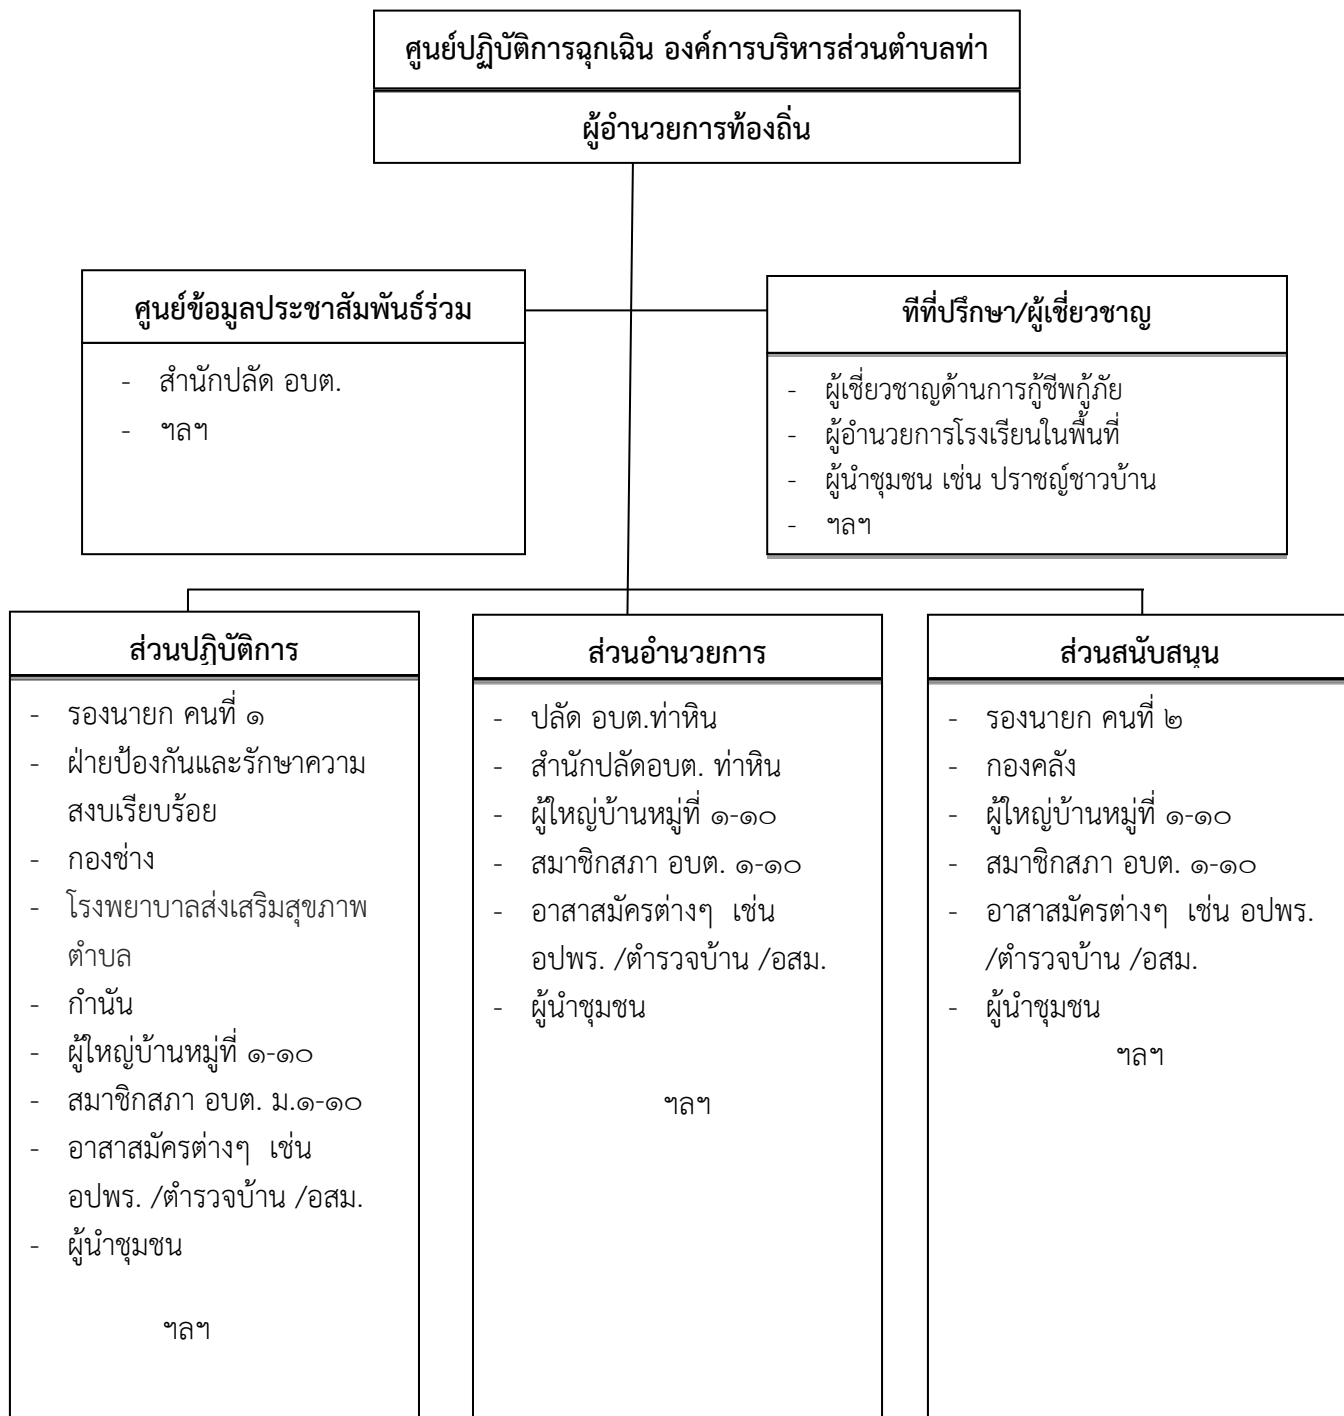 ศูนย์ปฏิบัติการฉุกเฉิน องค์การบริหารส่วนตำบลท่า
ผู้อำนวยการท้องถิ่น
ศูนย์ข้อมูลประชาสัมพันธ์ร่วม
- สำนักปลัด อบต.
- ฯลฯ
ทีที่ปรึกษา/ผู้เชี่ยวชาญ
- ผู้เชี่ยวชาญด้านการกู้ชีพกู้ภัย
- ผู้อำนวยการโรงเรียนในพื้นที่
- ผู้นำชุมชน เช่น ปราชญ์ชาวบ้าน
- ฯลฯ
ส่วนปฏิบัติการ
- รองนายก คนที่ ๑
- ฝ่ายป้องกันและรักษาความ
สงบเรียบร้อย
- กองช่าง
- โรงพยาบาลส่งเสริมสุขภาพ
ตำบล
- กำนัน
- ผู้ใหญ่บ้านหมู่ที่ ๑-๑๐
- สมาชิกสภา อบต. ม.๑-๑๐
- อาสาสมัครต่างๆ เช่น
อปพร. /ตำรวจบ้าน /อสม.
- ผู้นำชุมชน
ฯลฯ
ส่วนอำนวยการ
- ปลัด อบต.ท่าหิน
- สำนักปลัดอบต. ท่าหิน
- ผู้ใหญ่บ้านหมู่ที่ ๑-๑๐
- สมาชิกสภา อบต. ๑-๑๐
- อาสาสมัครต่างๆ เช่น
อปพร. /ตำรวจบ้าน /อสม.
- ผู้นำชุมชน
ฯลฯ
ส่วนสนับสนุน
- รองนายก คนที่ ๒
- กองคลัง
- ผู้ใหญ่บ้านหมู่ที่ ๑-๑๐
- สมาชิกสภา อบต. ๑-๑๐
- อาสาสมัครต่างๆ เช่น อปพร.
/ตำรวจบ้าน /อสม.
- ผู้นำชุมชน
ฯลฯ